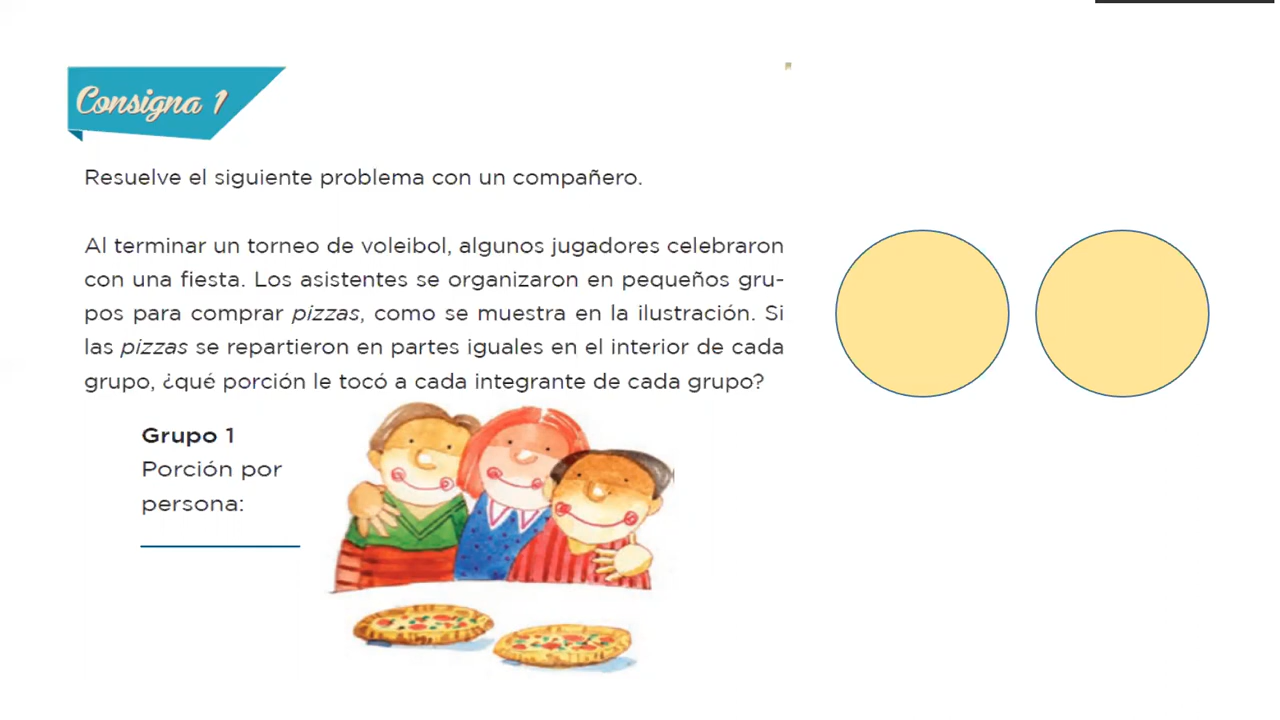 Consigna 1
Resuelve el siguiente problema con un compañero.
Al terminar un torneo de voleibol, algunos jugadores celebraron
con una fiesta. Los asistentes se organizaron en pequeños gru-
pos para comprar pizzas, como se muestra en la ilustración. Si
las pizzas se repartieron en partes iguales en el interior de cada
grupo, ¿qué porción le tocó a cada integrante de cada grupo?
Grupo 1
Porción por
persona: